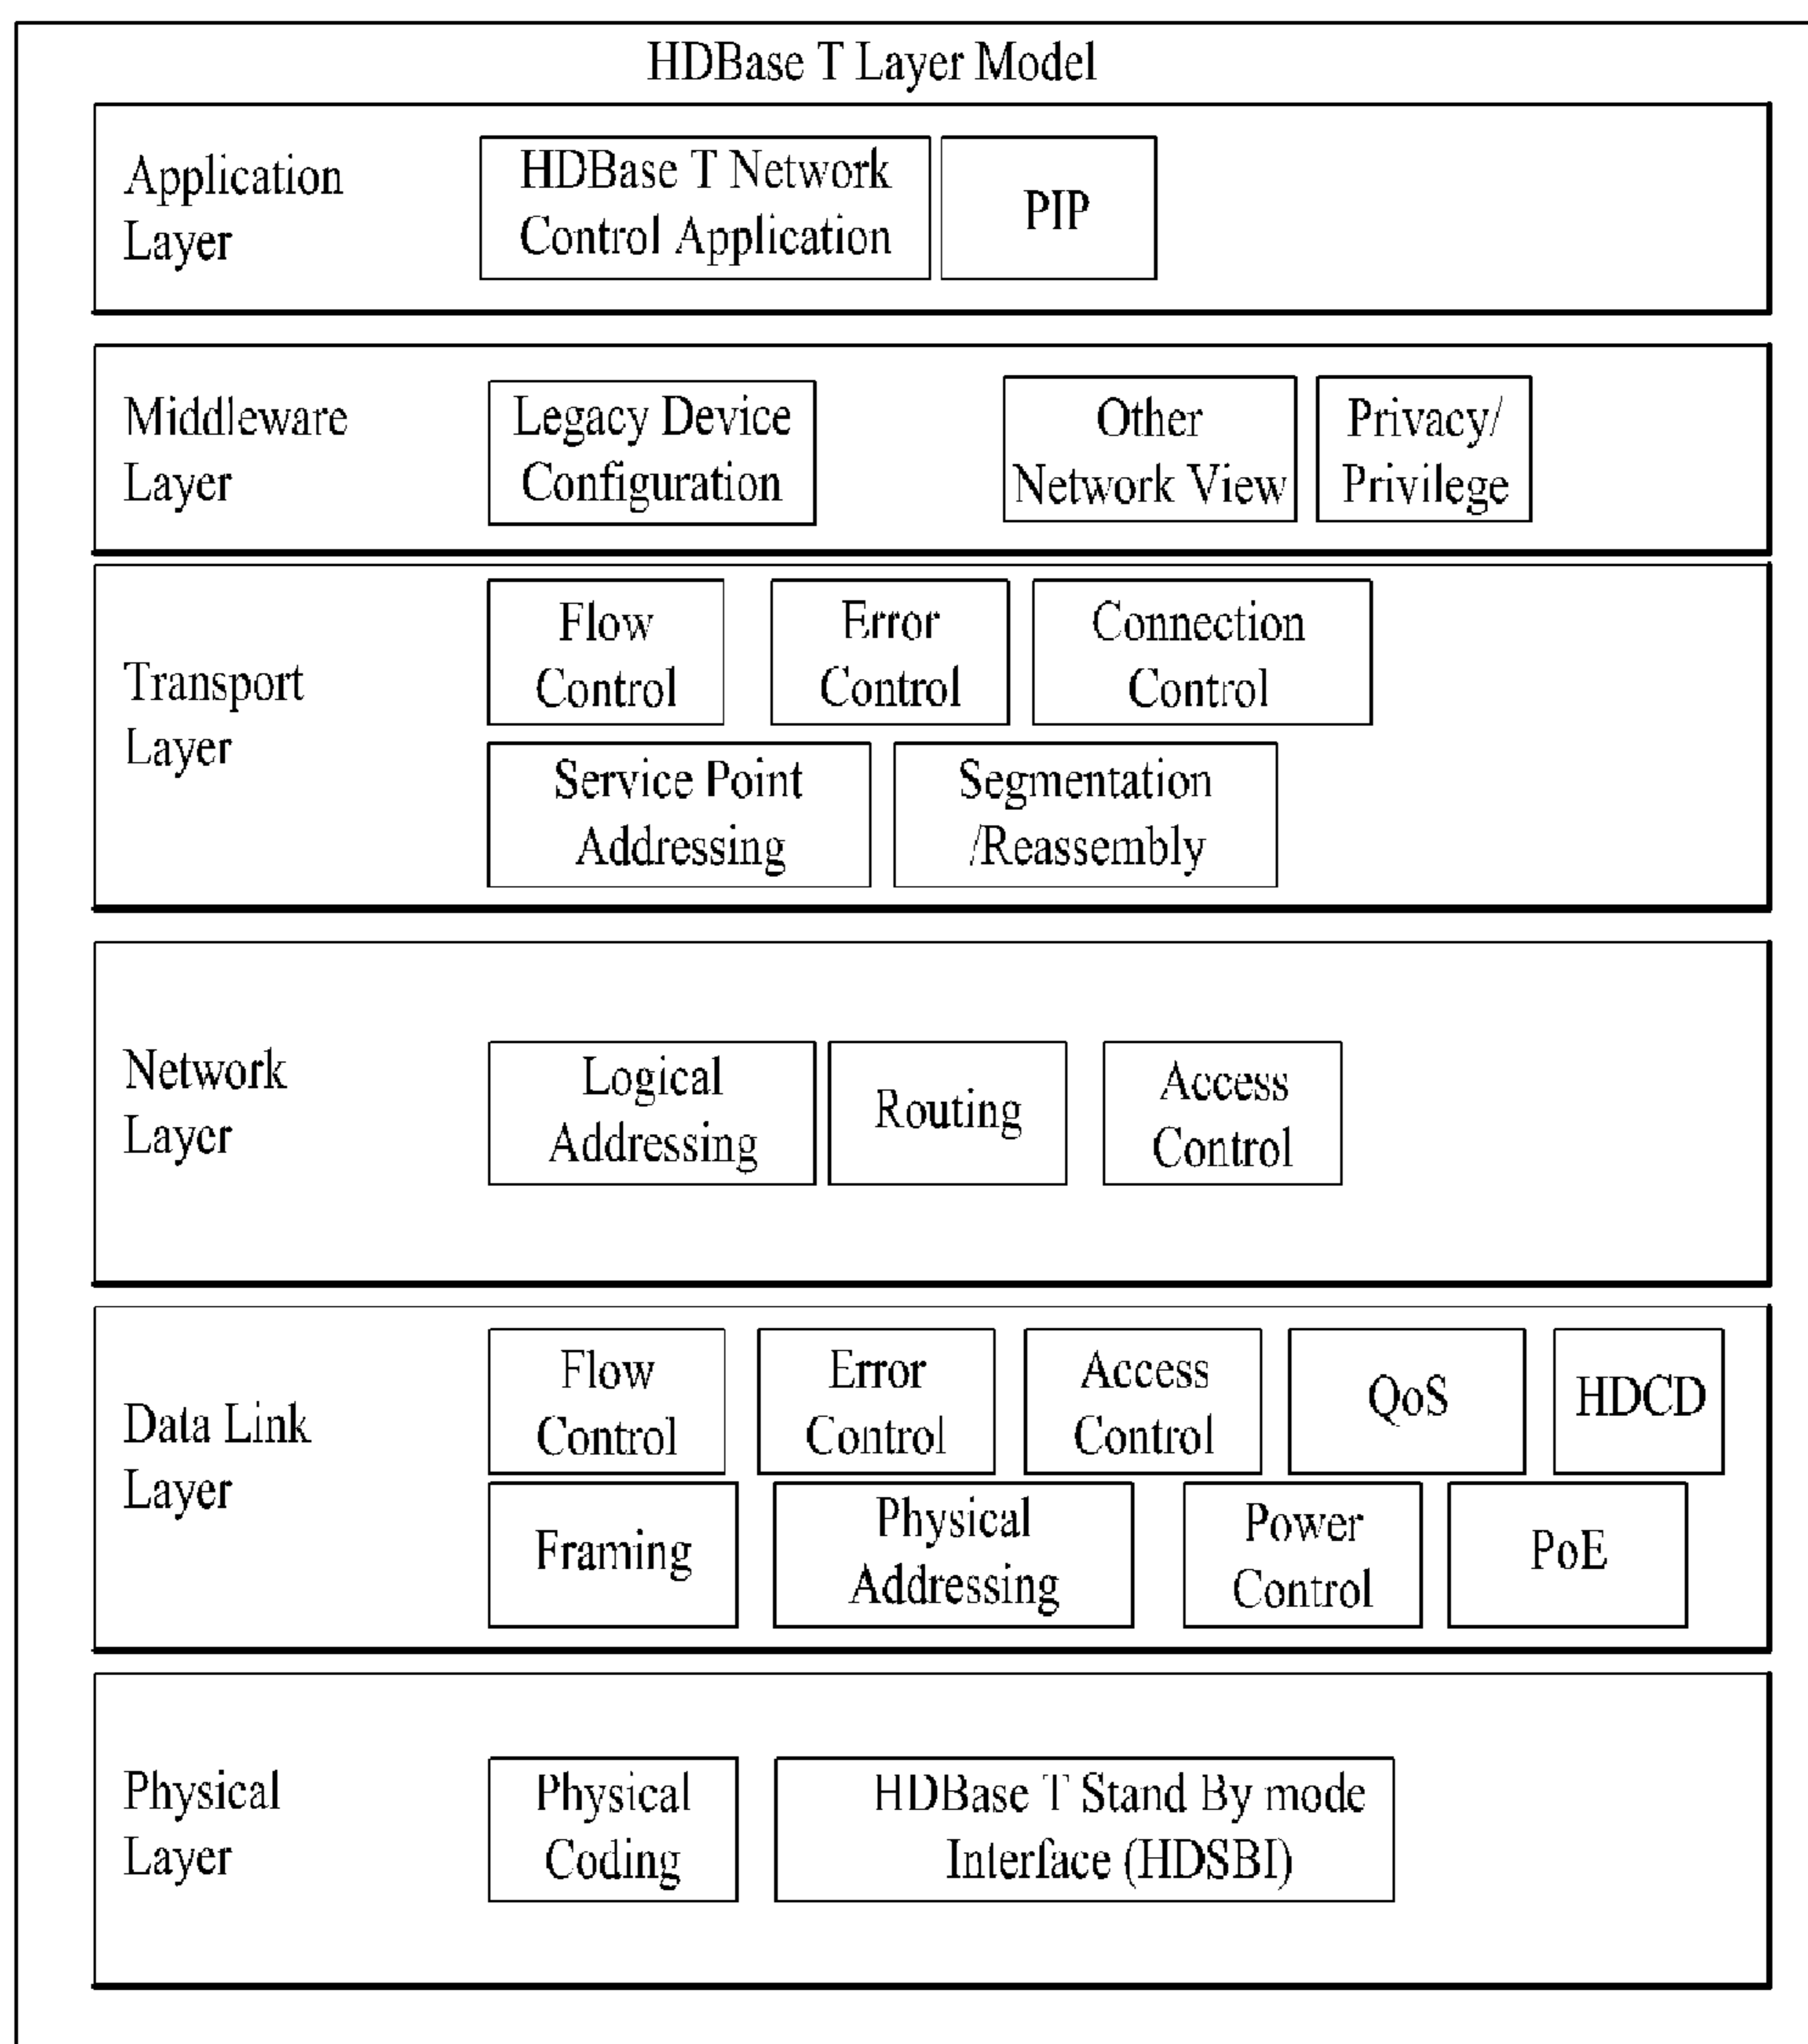 HDBase T Layer Model
Application
Layer
HDBase T Network
Control Application
PIP
Middleware
Layer
Legacy Device
Configuration
Other
Network View
Privacy/
Privilege
Transport
Layer
Flow
Control
Error
Control
Connection
Control
Service Point
Addressing
Segmentation
/Reassembly
Network
Layer
Logical
Addressing
Routing
Access
Control
Data Link
Layer
Flow
Control
Error
Control
Access
Control
QoS
HDCD
Framing
Physical
Addressing
Power
Control
PoE
Physical
Layer
Physical
Coding
HDBase T Stand By mode
Interface (HDSBI)